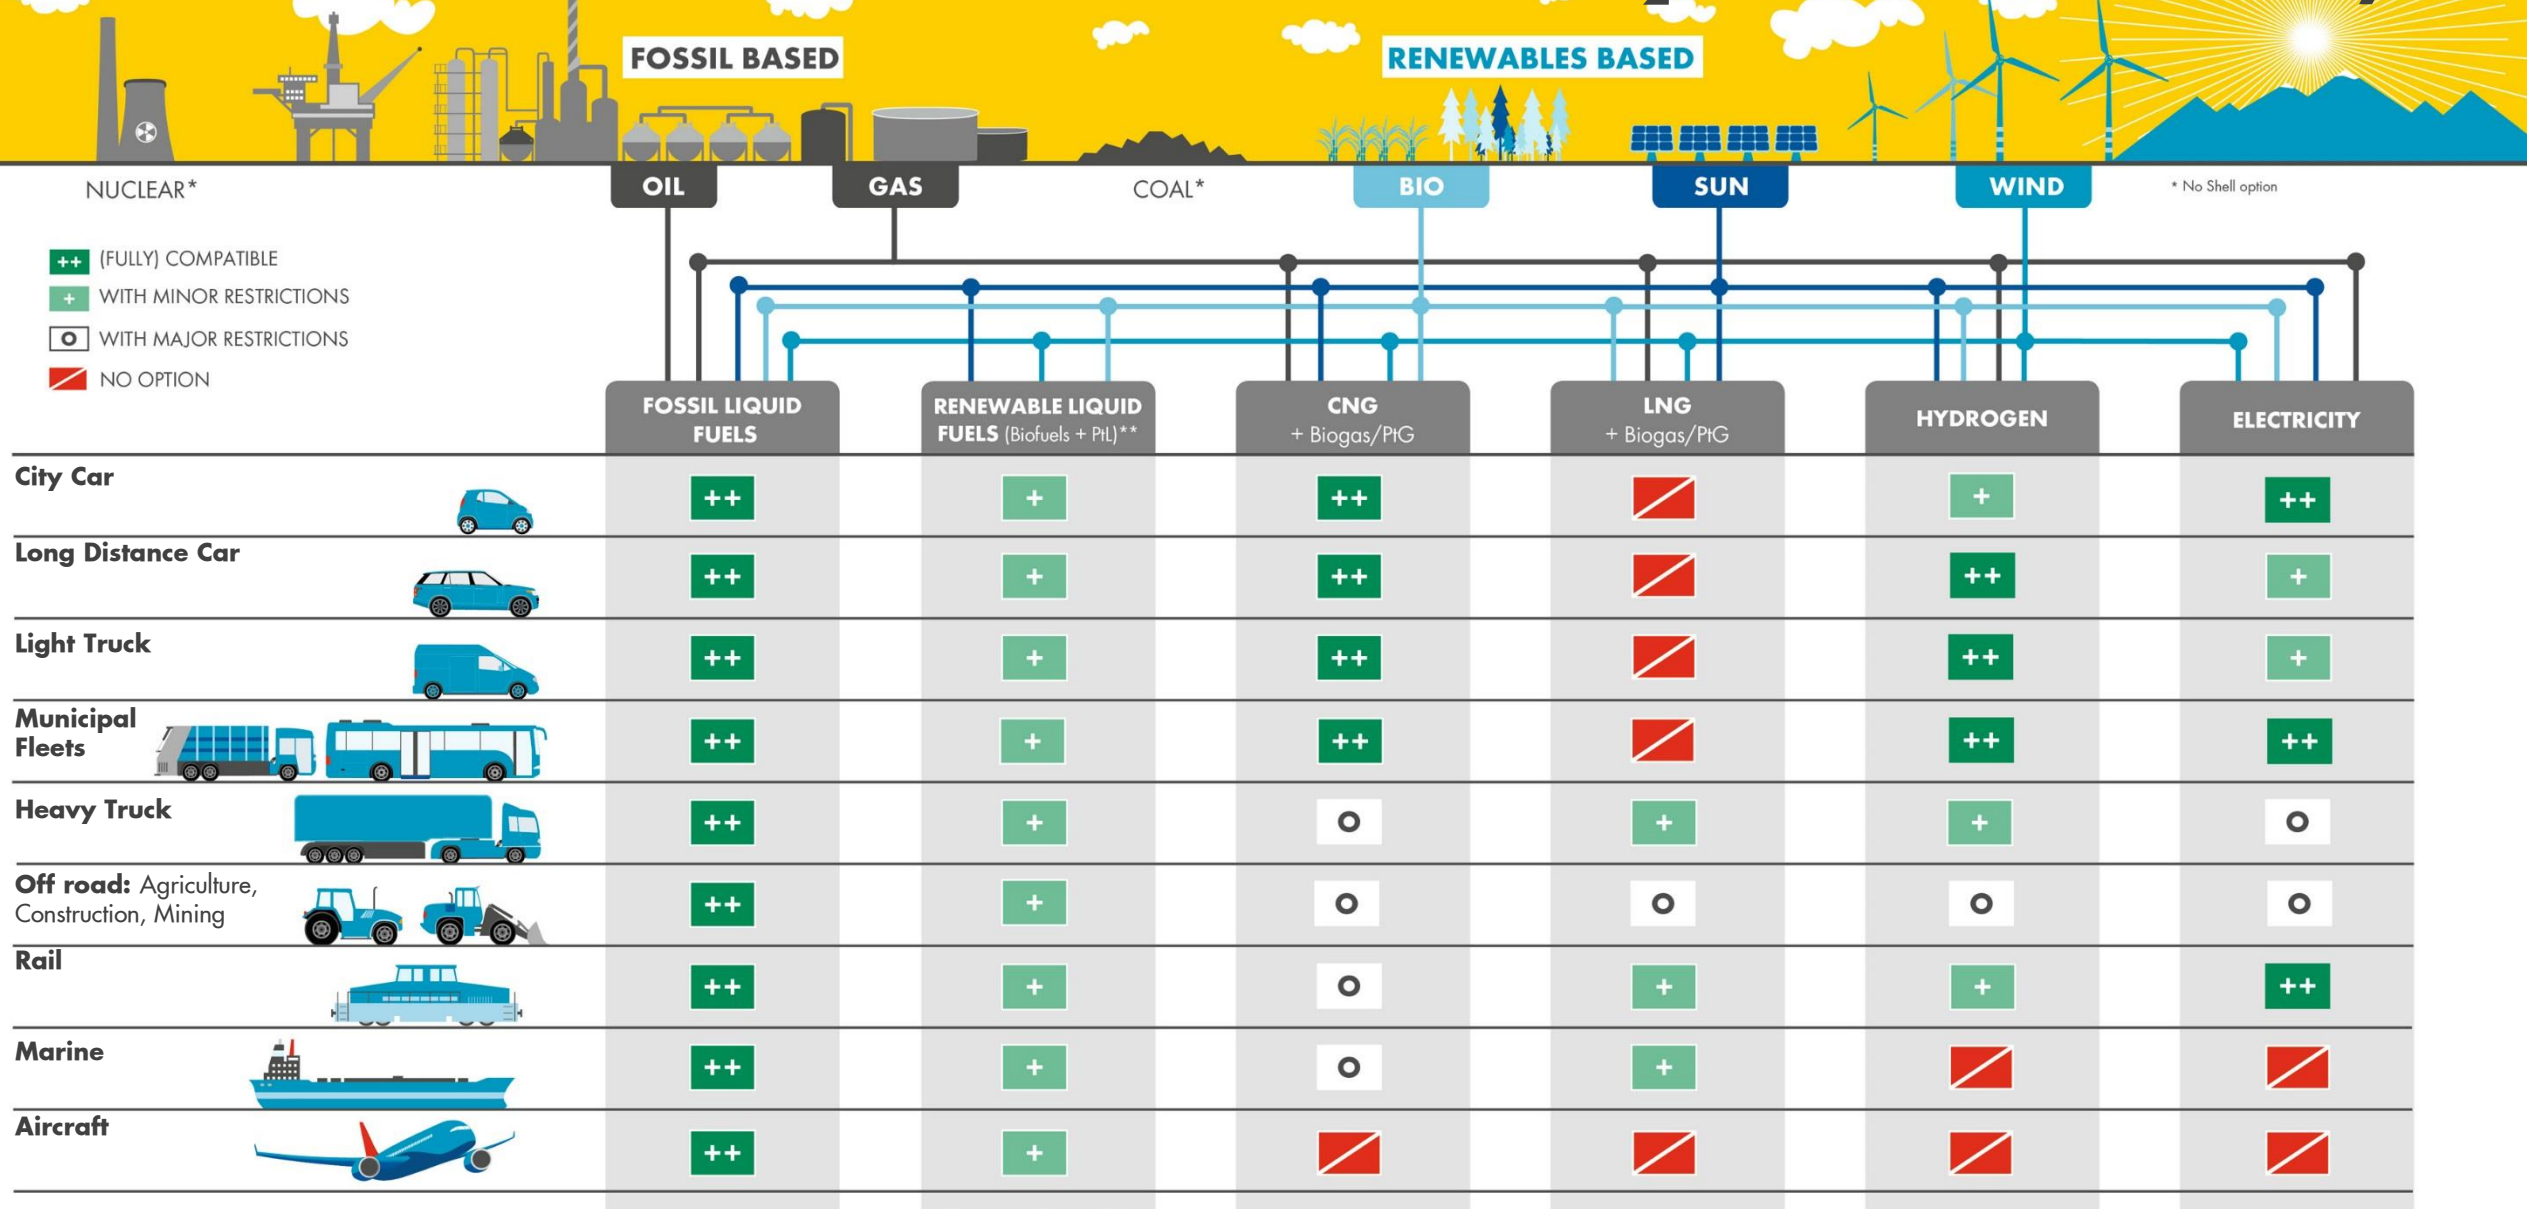 FOSSIL BASED
RENEWABLES BASED
NUCLEAR*
OIL
GAS
COAL*
BIO
SUN
WIND
* No Shell option
++ (FULLY) COMPATIBLE
+ WITH MINOR RESTRICTIONS
O WITH MAJOR RESTRICTIONS
NO OPTION
FOSSIL LIQUID
FUELS
RENEWABLE LIQUID
FUELS (Biofuels + PtL)**
CNG
+ Biogas/PtG
LNG
+ Biogas/PtG
HYDROGEN
ELECTRICITY
City Car
++ + ++ + ++
Long Distance Car
++ + ++ ++ +
Light Truck
++ + ++ ++ +
Municipal
Fleets
++ + ++ ++ ++
Heavy Truck
++ + O + + O
Off road: Agriculture,
Construction, Mining
++ + O O O O
Rail
++ + O + + ++
Marine
++ + O +
Aircraft
++ +